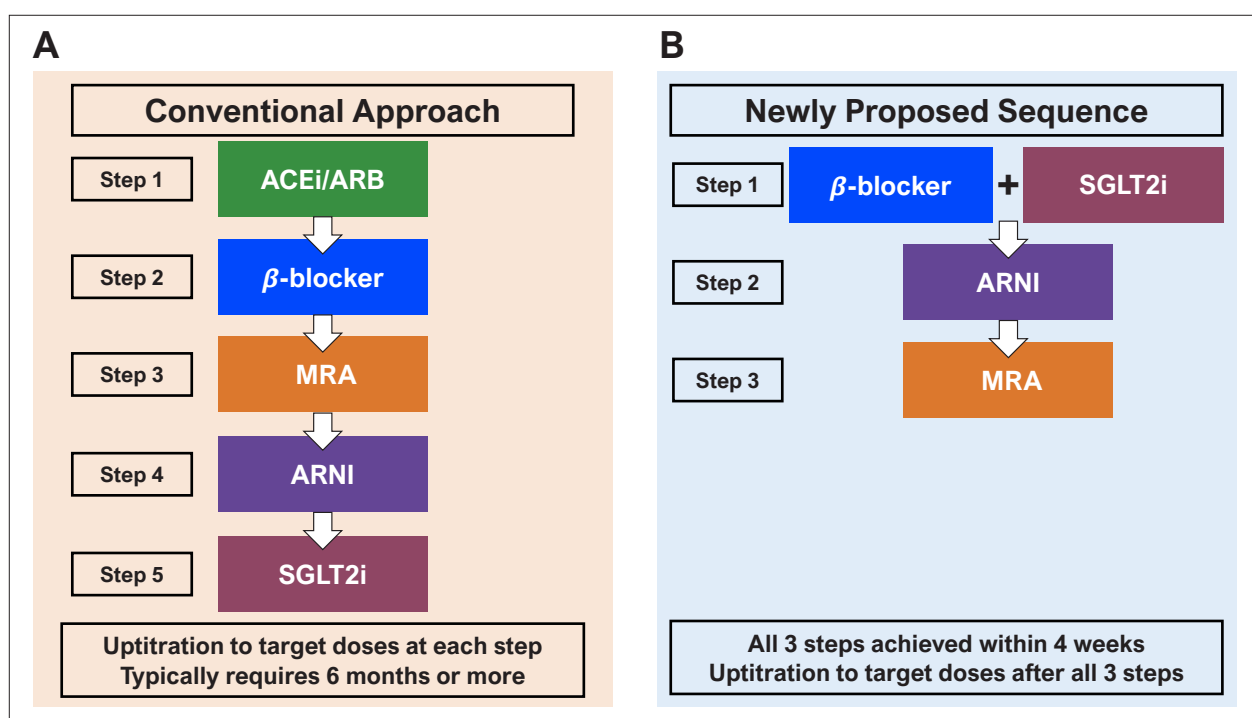 A
Conventional Approach
Step 1
ACEi/ARB
Step 2
β-blocker
Step 3
MRA
Step 4
ARNI
Step 5
SGLT2i
Uptitration to target doses at each step
Typically requires 6 months or more
B
Newly Proposed Sequence
Step 1
β-blocker + SGLT2i
Step 2
ARNI
Step 3
MRA
All 3 steps achieved within 4 weeks
Uptitration to target doses after all 3 steps